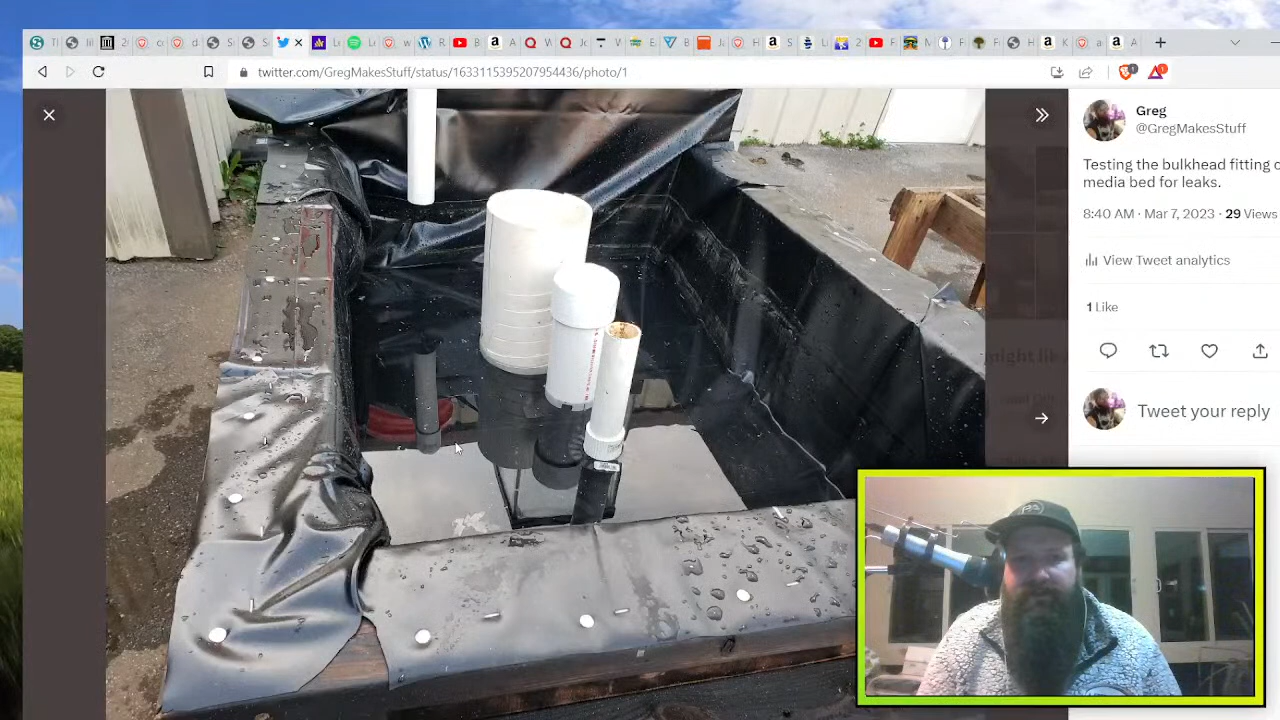 twitter.com/GregMakesStuff/status/1633115395207954436/photo/1
Greg
@GregMakesStuff
Testing the bulkhead fitting
media bed for leaks.
8:40 AM · Mar 7, 2023 · 29 Views
View Tweet analytics
1 Like
Tweet your reply